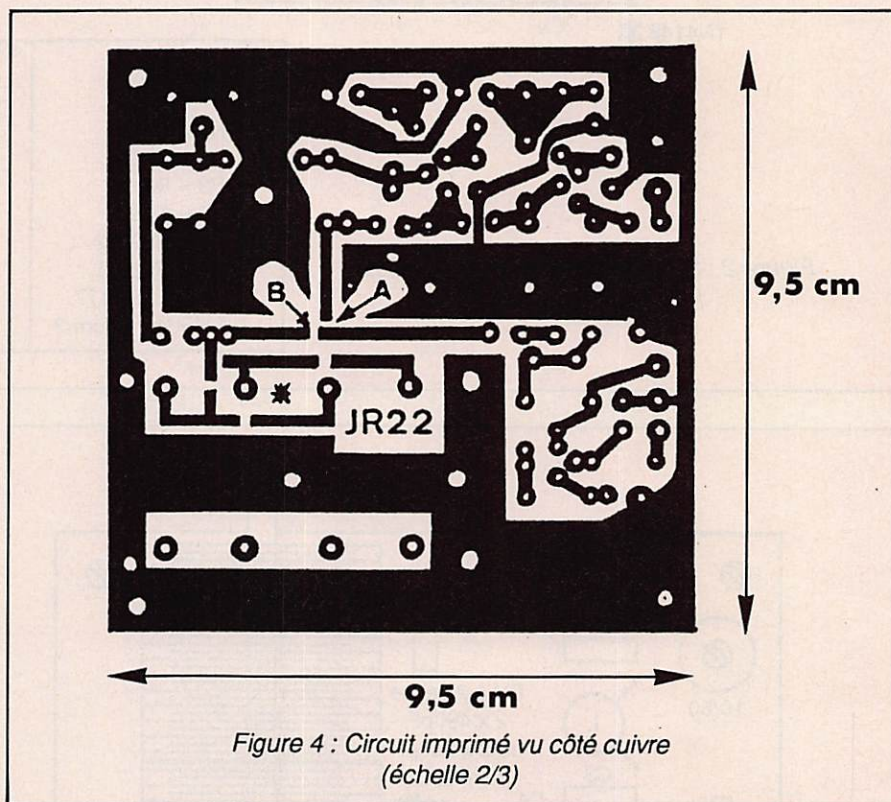 B A
9,5 cm
JR22
9,5 cm
Figure 4 : Circuit imprimé vu côté cuivre
(échelle 2/3)